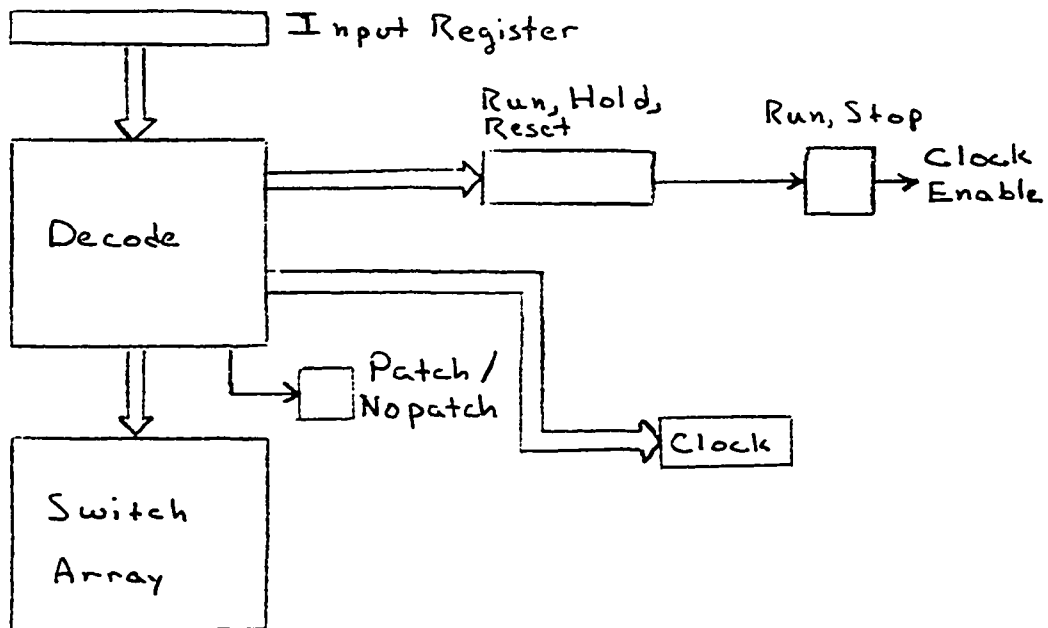 Input Register
Run, Hold,
Reset
Run, Stop
Clock
Enable
Decode
Patch /
Nopatch
Clock
Switch
Array